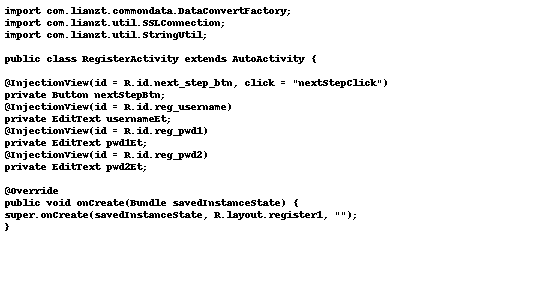 import com.lianzt.commondata.DataConvertFactory;
import com.lianzt.util.SSLConnection;
import com.lianzt.util.StringUtil;
public class RegisterActivity extends AutoActivity {
@InjectionView(id = R.id.next_step_btn, click = "nextStepClick")
private Button nextStepBtn;
@InjectionView(id = R.id.reg_username)
private EditText usernameEt;
@InjectionView(id = R.id.reg_pwd1)
private EditText pwd1Et;
@InjectionView(id = R.id.reg_pwd2)
private EditText pwd2Et;
@Override
public void onCreate(Bundle savedInstanceState) {
super.onCreate(savedInstanceState, R.layout.register1, "");
}